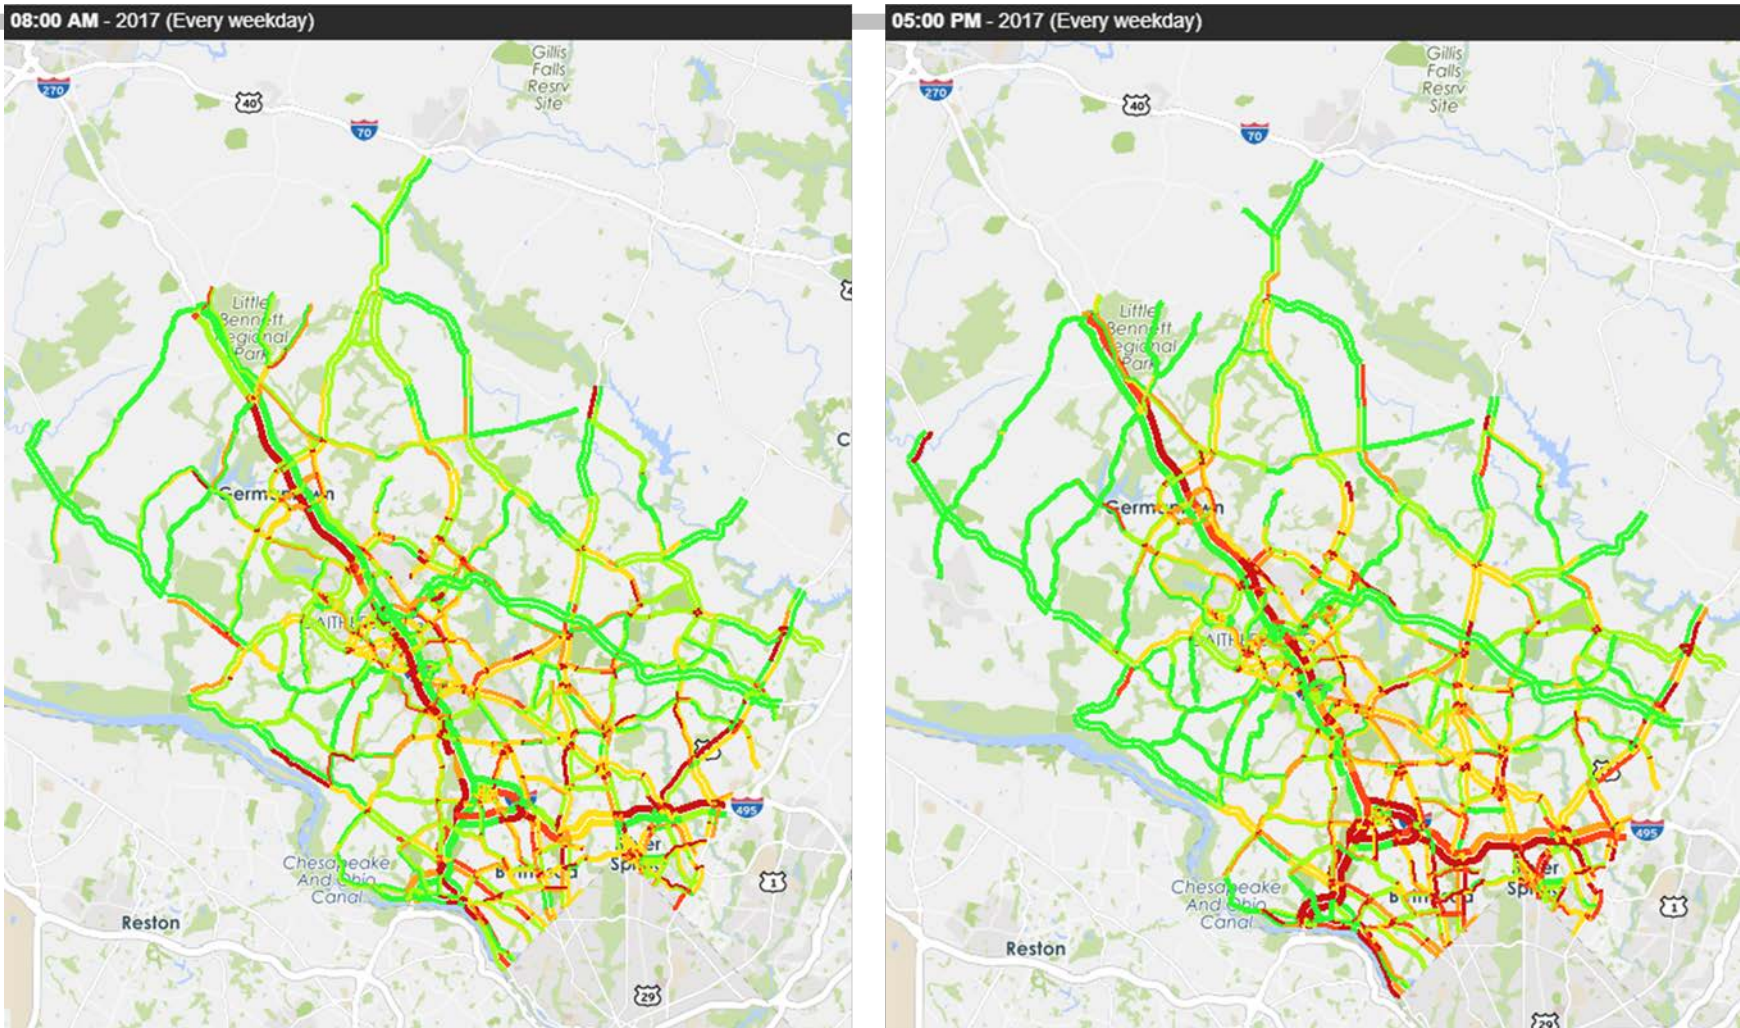 08:00 AM - 2017 (Every weekday)
Gillis
Falls
Resrv
Site
270
40
70
Little
Bennett
Regional
Park
Germantown
495
Chesapeake
And Ohio
Canal
1
Reston
29
05:00 PM - 2017 (Every weekday)
Gillis
Falls
Resrv
Site
270
40
70
Little
Bennett
Regional
Park
Germantown
495
Chesapeake
And Ohio
Canal
1
Reston
29